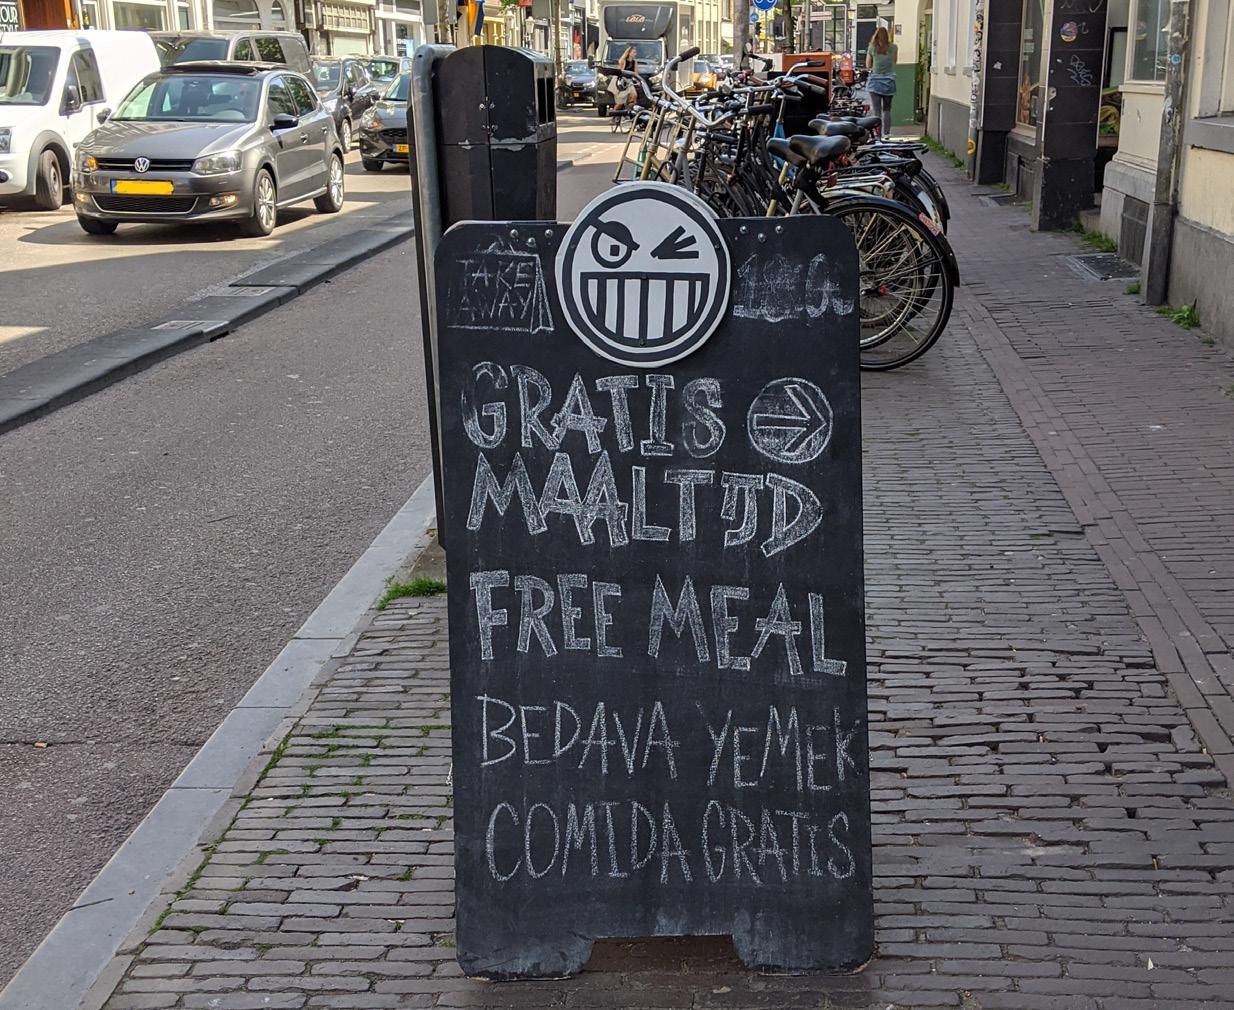 TAKE
AWAY
GRATIS
MAALTIJD
FREE MEAL
BEDAVA YEMEK
COMIDA GRATIS